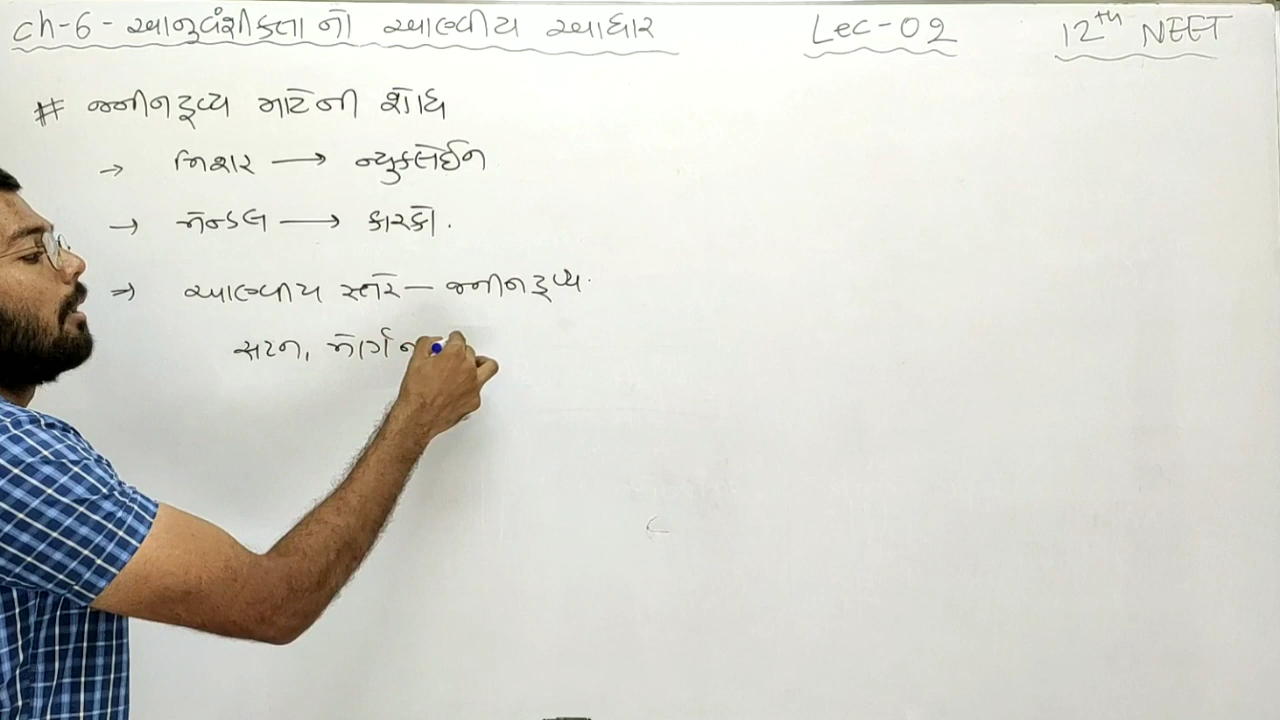 ch-6 - આનુવંશીકતાનો આણ્વીય આધાર
Lec-02
12th NEET
# જનીનદ્રવ્ય માટેની શોધ
→ મિશર → ન્યુક્લેઈન
→ મેન્ડલ → કારકો.
⇒ આણ્વીય સ્તરે - જનીનદ્રવ્ય.
સટન, મોર્ગન